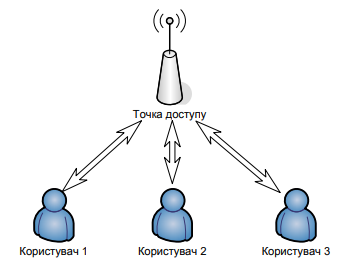 Точка доступу
Користувач 1
Користувач 2
Користувач 3